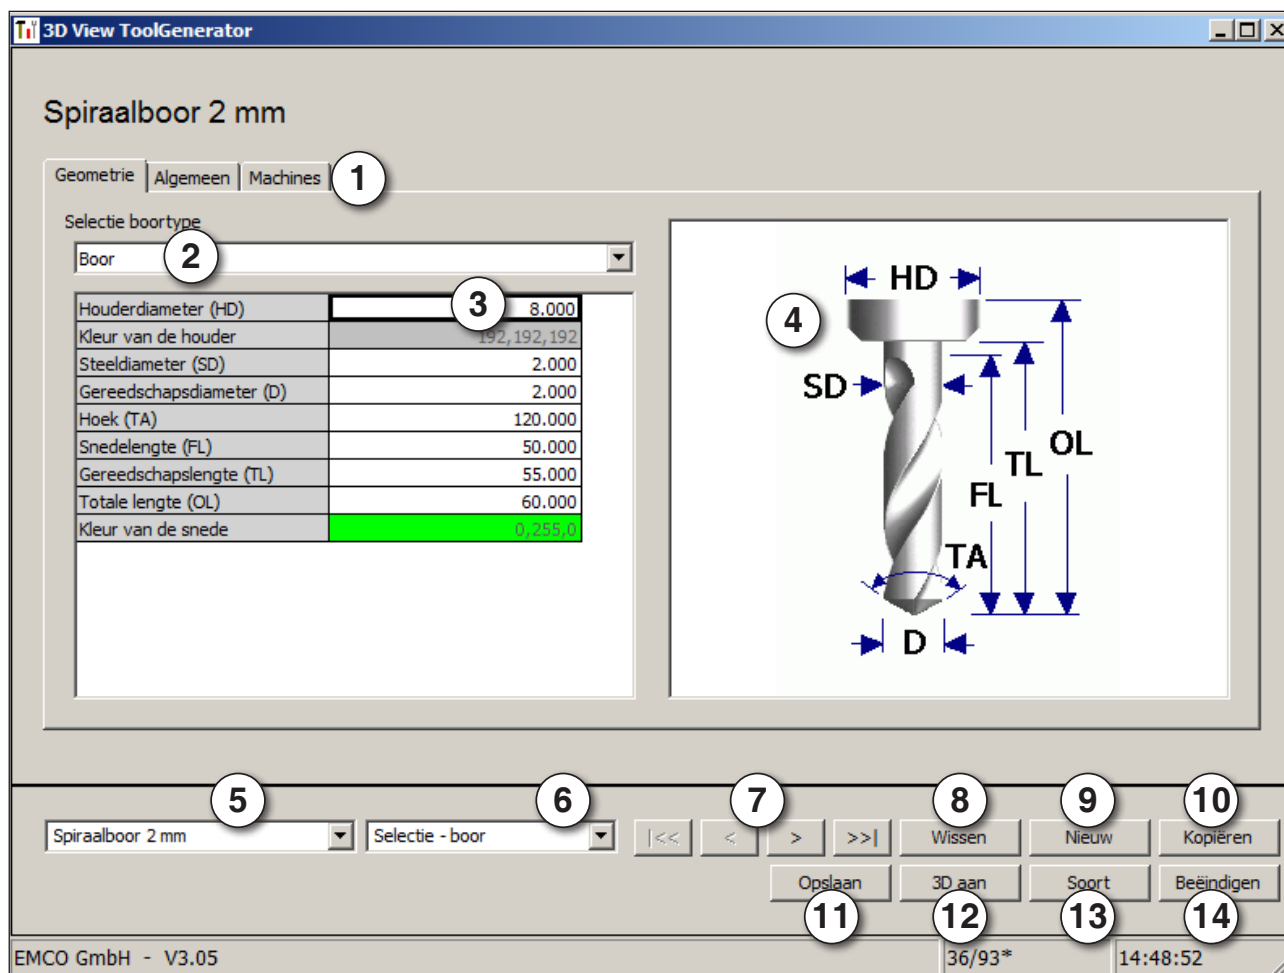 3D View ToolGenerator
Spiraalboor 2 mm
Geometrie Algemeen Machines 1
Selectie boortype
Boor 2
Houderdiameter (HD) 3 8.000
Kleur van de houder 192,192,192
Steeldiameter (SD) 2.000
Gereedschapsdiameter (D) 2.000
Hoek (TA) 120.000
Snedelengte (FL) 50.000
Gereedschapslengte (TL) 55.000
Totale lengte (OL) 60.000
Kleur van de snede 0,255,0
HD
4
SD
OL
TL
FL
TA
D
5 6 7 8 9 10
Spiraalboor 2 mm Selectie - boor |<< < > >>| Wissen Nieuw Kopiëren
Opslaan 3D aan Soort Beëindigen
11 12 13 14
EMCO GmbH - V3.05 36/93* 14:48:52